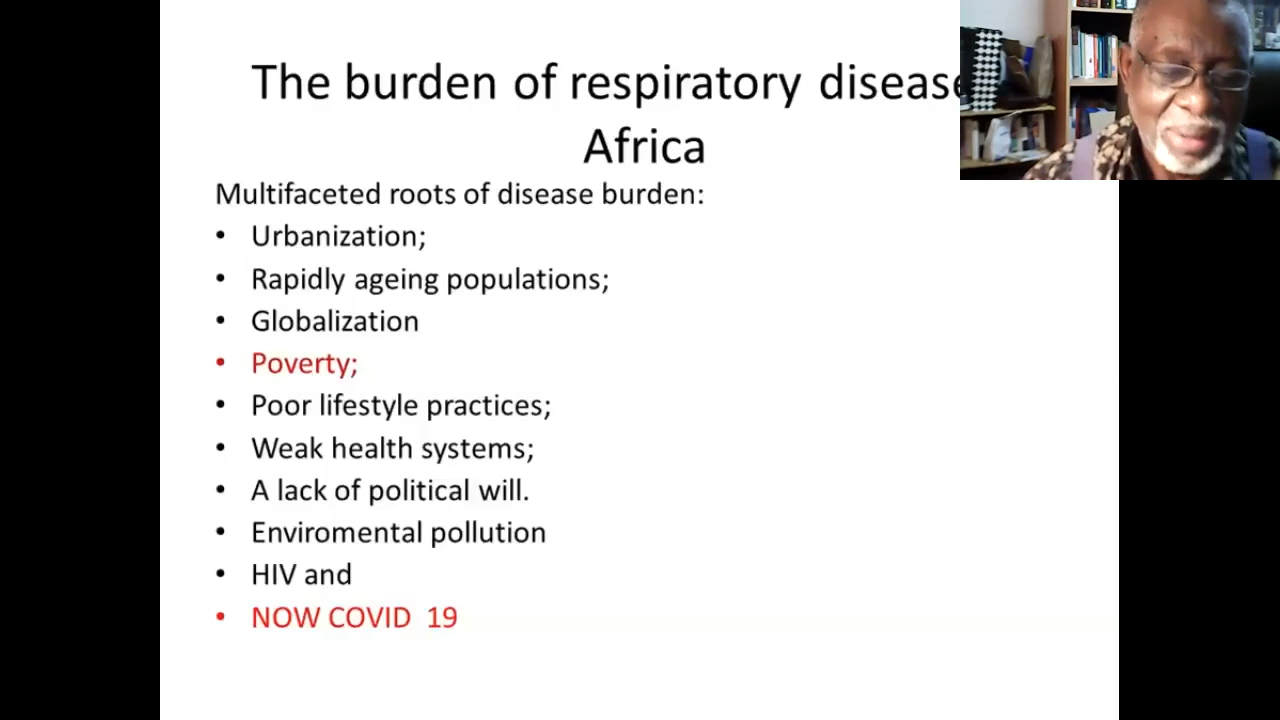 The burden of respiratory disease
Africa
Multifaceted roots of disease burden:
• Urbanization;
• Rapidly ageing populations;
• Globalization
• Poverty;
• Poor lifestyle practices;
• Weak health systems;
• A lack of political will.
• Enviromental pollution
• HIV and
• NOW COVID 19